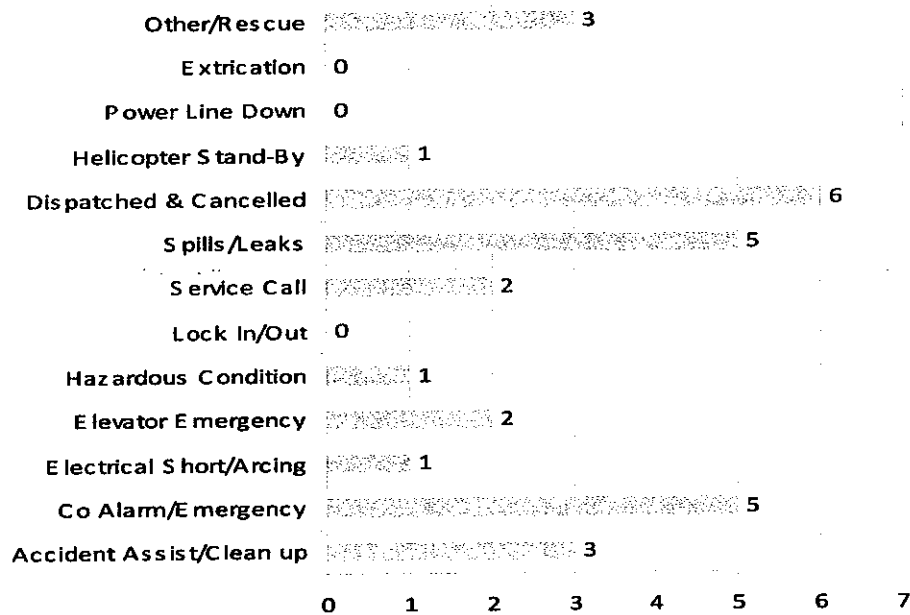 Other/Rescue 3
Extrication 0
Power Line Down 0
Helicopter Stand-By 1
Dispatched & Cancelled 6
Spills/Leaks 5
Service Call 2
Lock In/Out 0
Hazardous Condition 1
Elevator Emergency 2
Electrical Short/Arcing 1
Co Alarm/Emergency 5
Accident Assist/Clean up 3
0 1 2 3 4 5 6 7